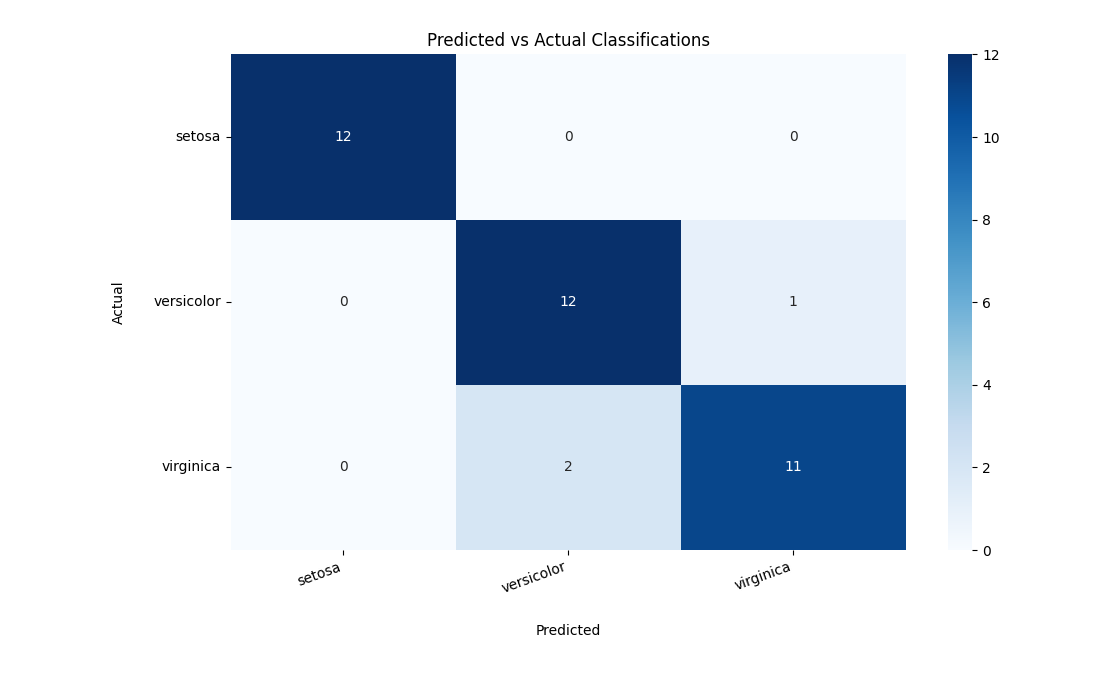 Predicted vs Actual Classifications
12
setosa
12
0
0
10
8
Actual
versicolor
0
12
1
6
4
virginica
0
2
11
2
0
setosa
versicolor
virginica
Predicted